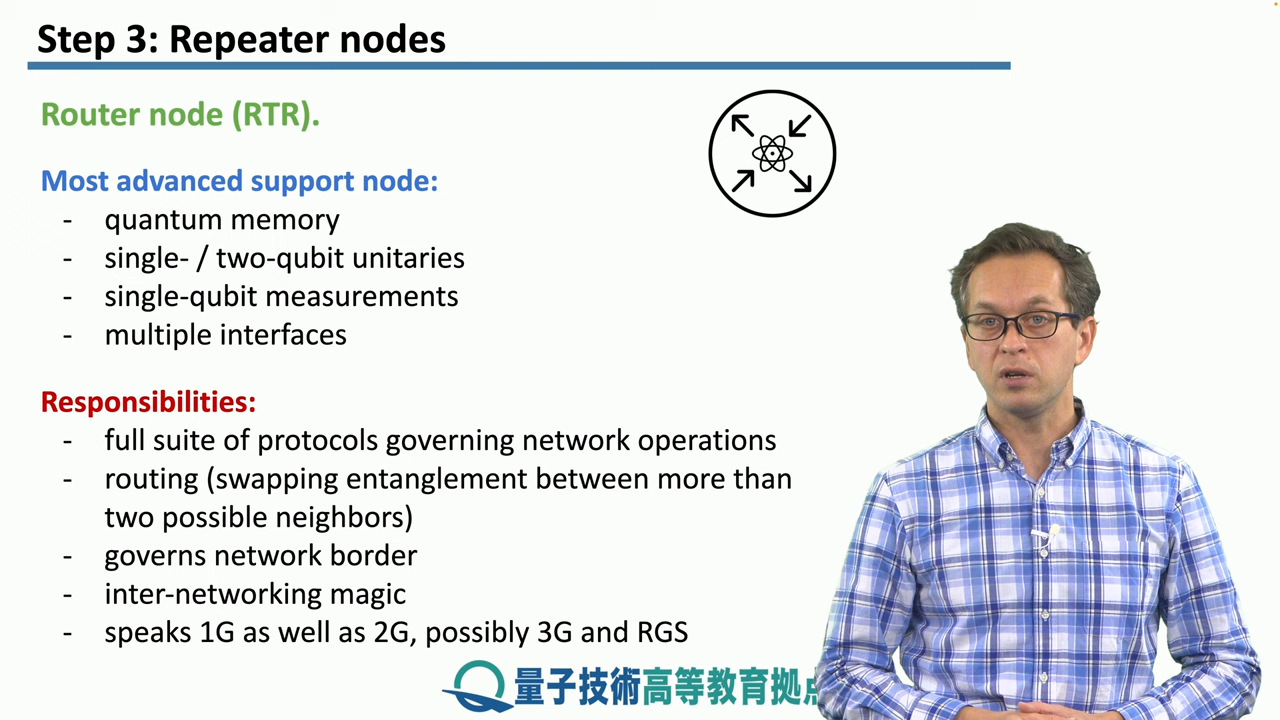 Step 3: Repeater nodes
Router node (RTR).
Most advanced support node:
- quantum memory
- single- / two-qubit unitaries
- single-qubit measurements
- multiple interfaces
Responsibilities:
- full suite of protocols governing network operations
- routing (swapping entanglement between more than
two possible neighbors)
- governs network border
- inter-networking magic
- speaks 1G as well as 2G, possibly 3G and RGS
量子技術高等教育拠点